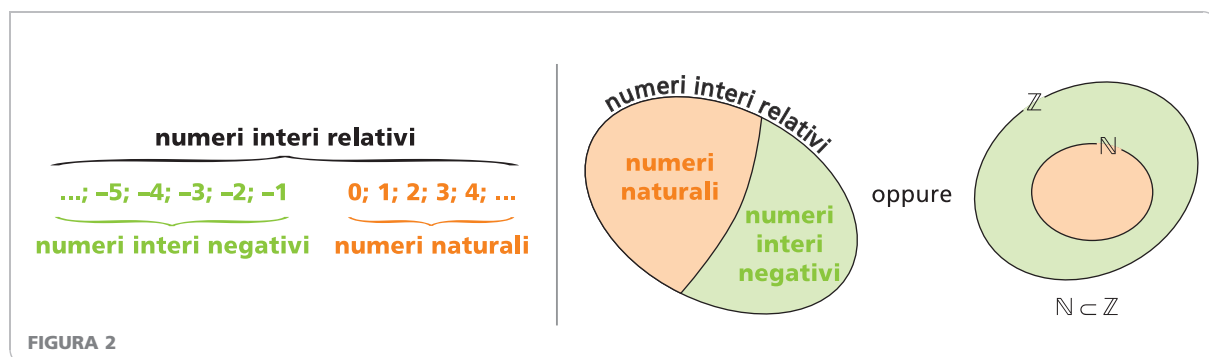 numeri interi relativi
...; –5; –4; –3; –2; –1 0; 1; 2; 3; 4; ...
numeri interi negativi numeri naturali
numeri interi relativi
numeri
naturali
numeri
interi
negativi
oppure
ℤ
ℕ
ℕ ⊂ ℤ
FIGURA 2